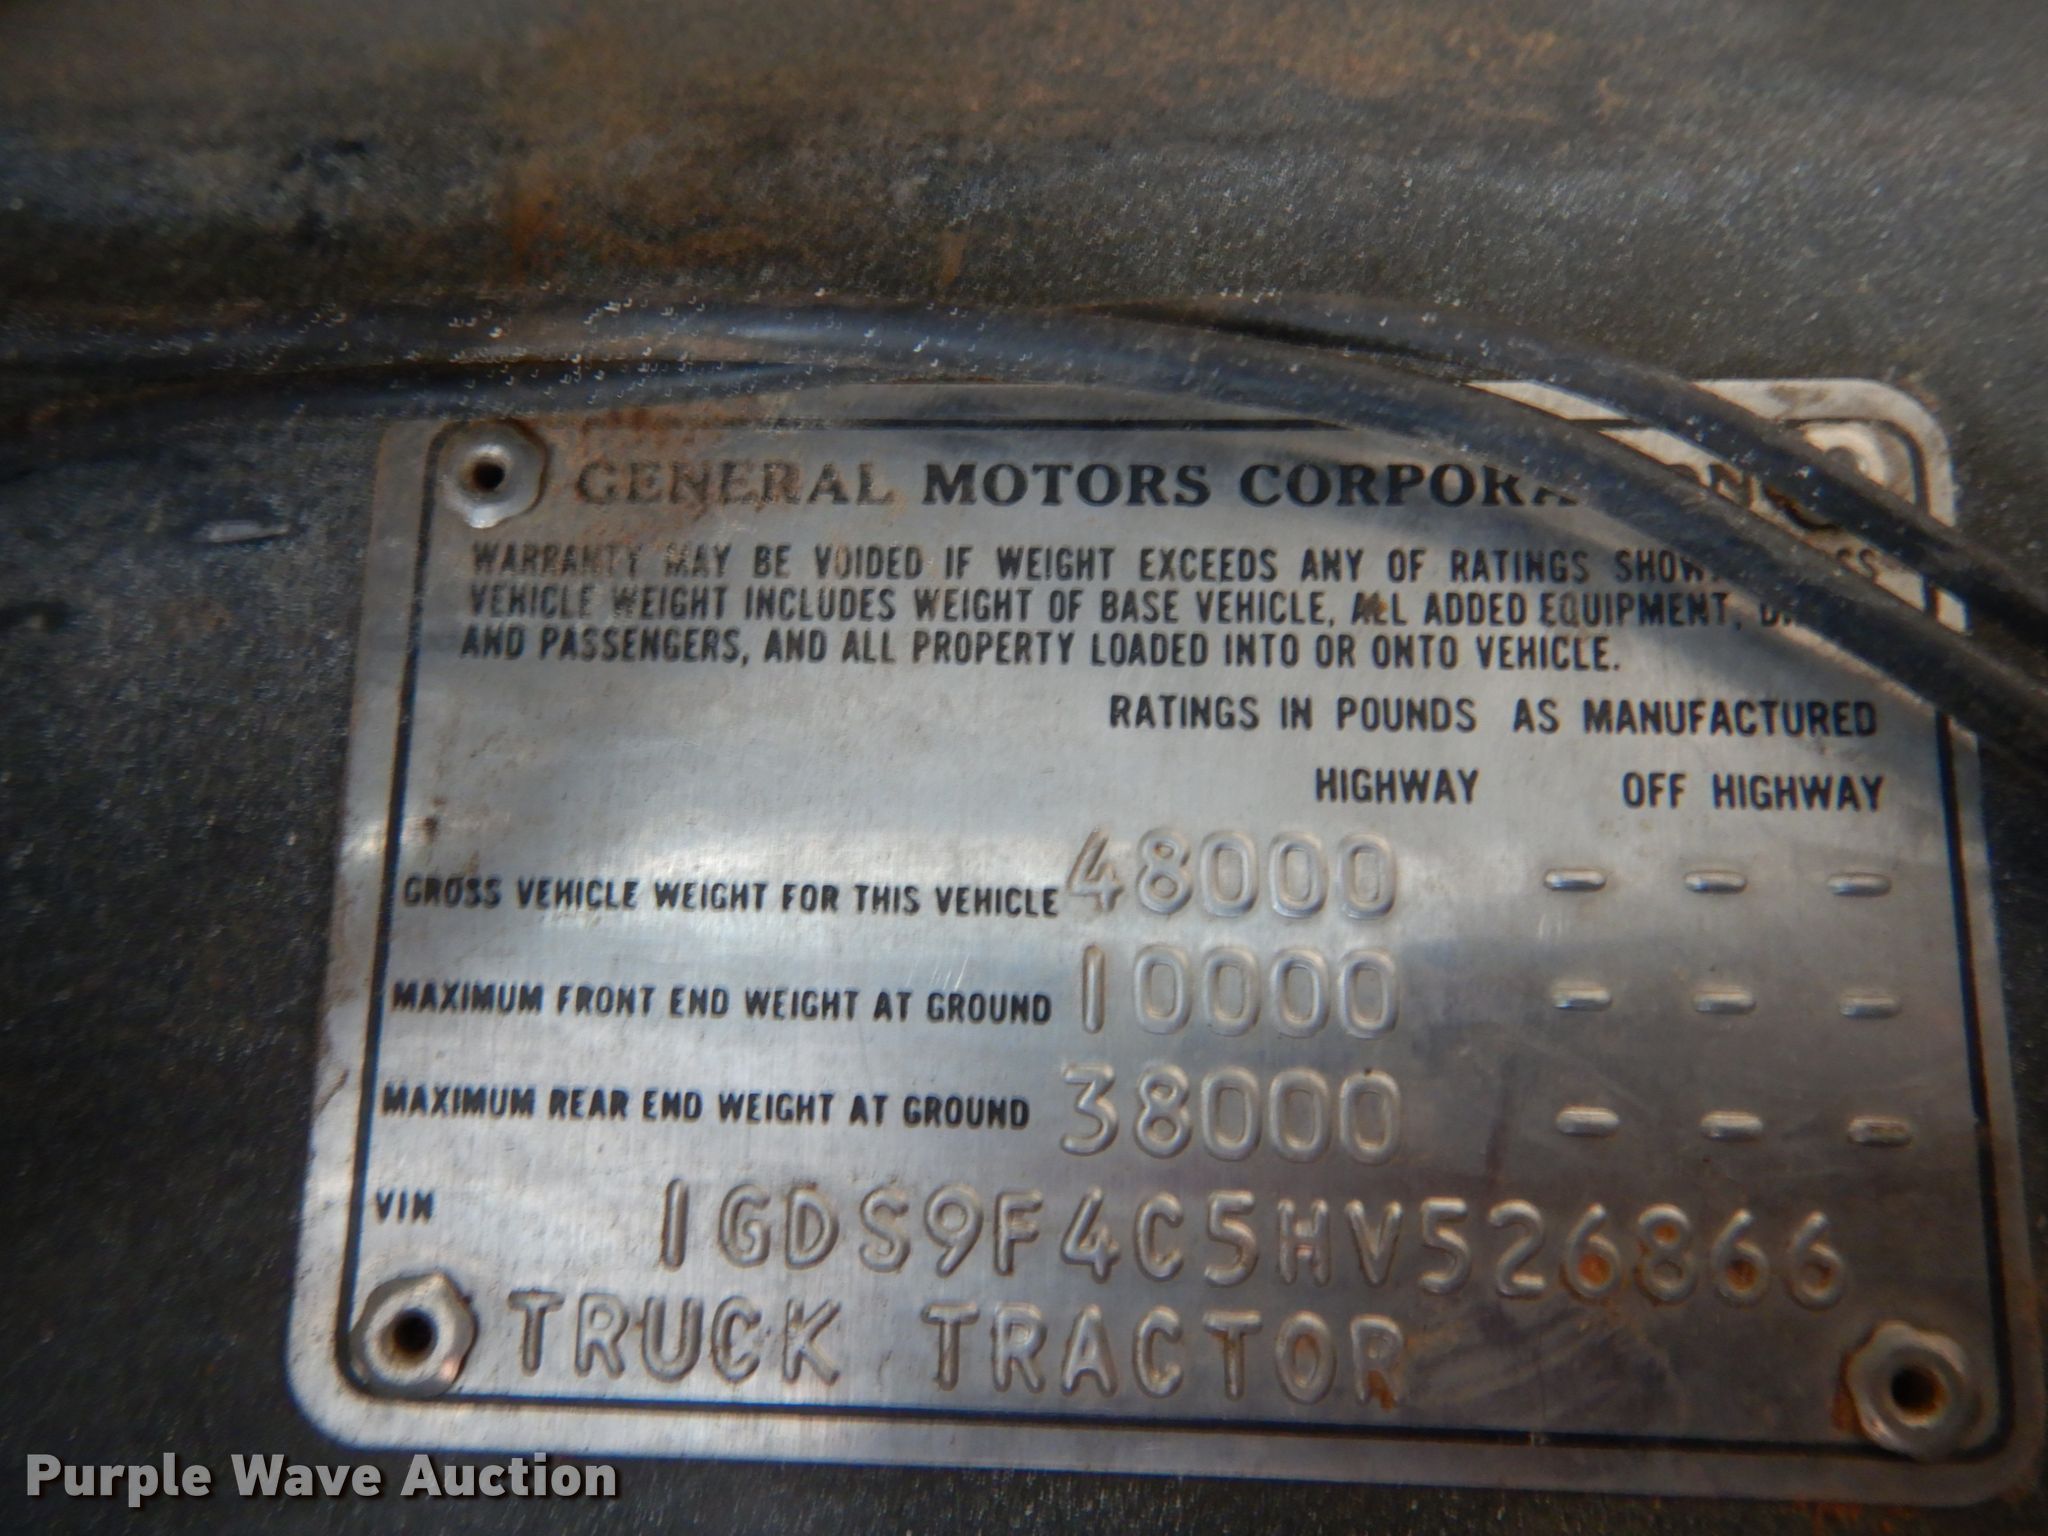 GENERAL MOTORS
WARRANTY MAY BE VOIDED IF WEIGHT EXCEEDS ANY OF RATINGS
VEHICLE WEIGHT INCLUDES WEIGHT OF BASE VEHICLE, ALL ADDED EQUIPMENT,
AND PASSENGERS, AND ALL PROPERTY LOADED INTO OR ONTO VEHICLE.
RATINGS IN POUNDS AS MANUFACTURED
HIGHWAY OFF HIGHWAY
GROSS VEHICLE WEIGHT FOR THIS VEHICLE 48000 - - -
MAXIMUM FRONT END WEIGHT AT GROUND 10000 - - -
MAXIMUM REAR END WEIGHT AT GROUND 38000 - - -
VIN 1GDS9F4C5HV526866
TRUCK TRACTOR
Purple Wave Auction